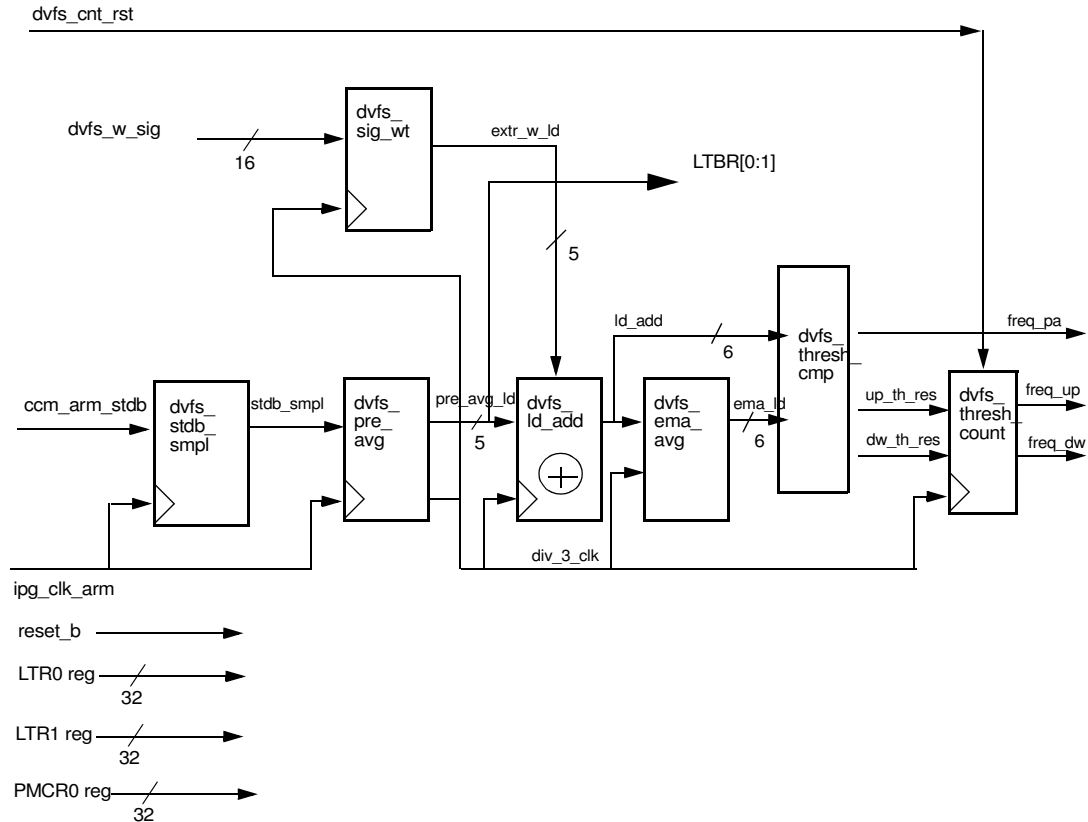 dvfs_cnt_rst
dvfs_
sig_wt
dvfs_w_sig
16
extr_w_ld
LTBR[0:1]
5
ld_add
6
dvfs_
thresh_
cmp
freq_pa
ccm_arm_stdb
dvfs_
stdb_
smpl
stdb_smpl
dvfs_
pre_
avg
pre_avg_ld
5
dvfs_
ld_add
dvfs_
ema_
avg
ema_ld
6
up_th_res
dw_th_res
dvfs_
thresh_
count
freq_up
freq_dw
div_3_clk
ipg_clk_arm
reset_b
LTR0 reg
32
LTR1 reg
32
PMCR0 reg
32